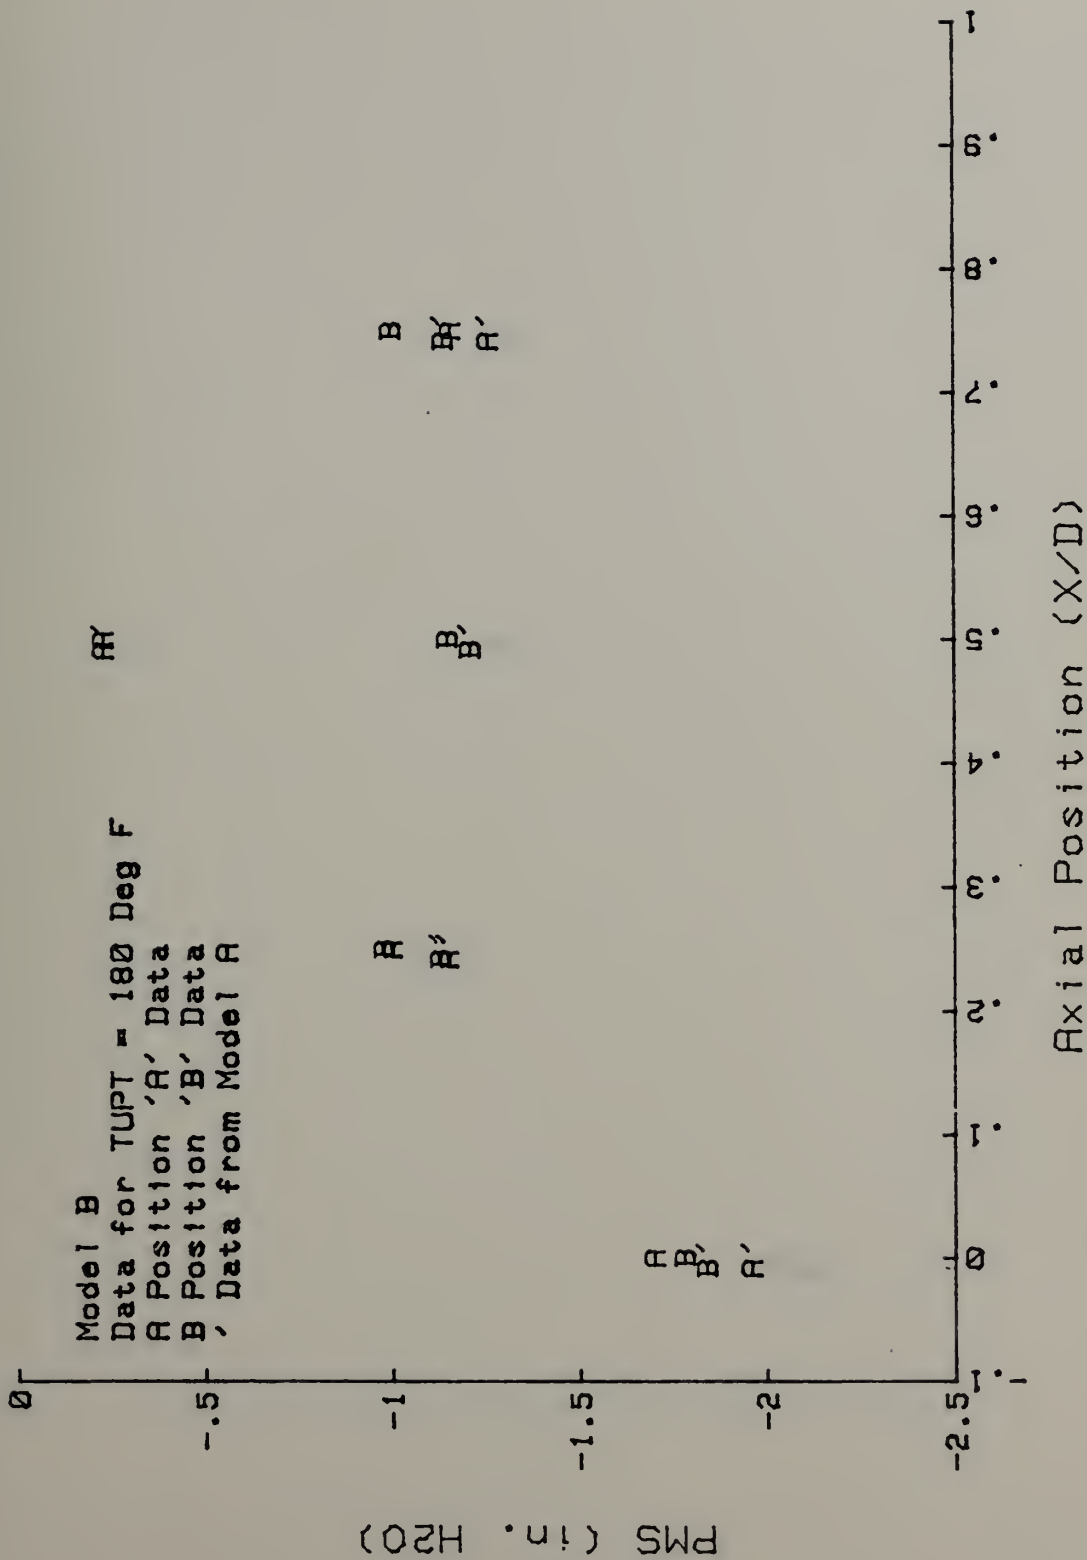 Model B
Data for TUPT = 180 Deg F
A Position 'A' Data
B Position 'B' Data
' Data from Model A
0
-.5
-1
-1.5
-2
-2.5
PMS (in. H2O)
A
B
B'
A'
A
B
A'
B'
A
A'
B
B'
B
B'
A
A'
-.1
0
.1
.2
.3
.4
.5
.6
.7
.8
.9
1
Axial Position (X/D)